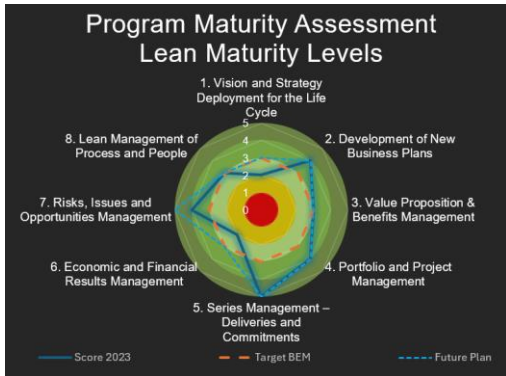 Program Maturity Assessment
Lean Maturity Levels
1. Vision and Strategy
Deployment for the Life
Cycle
5
4
3
2
1
0
2. Development of New
Business Plans
3. Value Proposition &
Benefits Management
4. Portfolio and Project
Management
5. Series Management –
Deliveries and
Commitments
6. Economic and Financial
Results Management
7. Risks, Issues and
Opportunities Management
8. Lean Management of
Process and People
Score 2023
Target BEM
Future Plan